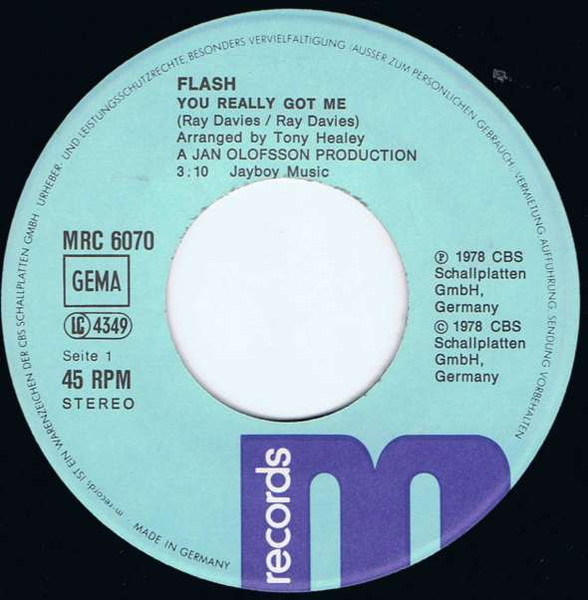 URHEBER- UND LEISTUNGSSCHUTZRECHTE, BESONDERS VERVIELFÄLTIGUNG (AUSSER ZUM PERSÖNLICHEN GEBRAUCH), VERMIETUNG, AUFFÜHRUNG, SENDUNG VORBEHALTEN
FLASH
YOU REALLY GOT ME
(Ray Davies / Ray Davies)
Arranged by Tony Healey
A JAN OLOFSSON PRODUCTION
3:10 Jayboy Music
MRC 6070
GEMA
LC 4349
Seite 1
45 RPM
STEREO
Ⓟ 1978 CBS
Schallplatten
GmbH,
Germany
© 1978 CBS
Schallplatten
GmbH,
Germany
m-records IST EIN WARENZEICHEN DER CBS SCHALLPLATTEN GMBH
MADE IN GERMANY
m records